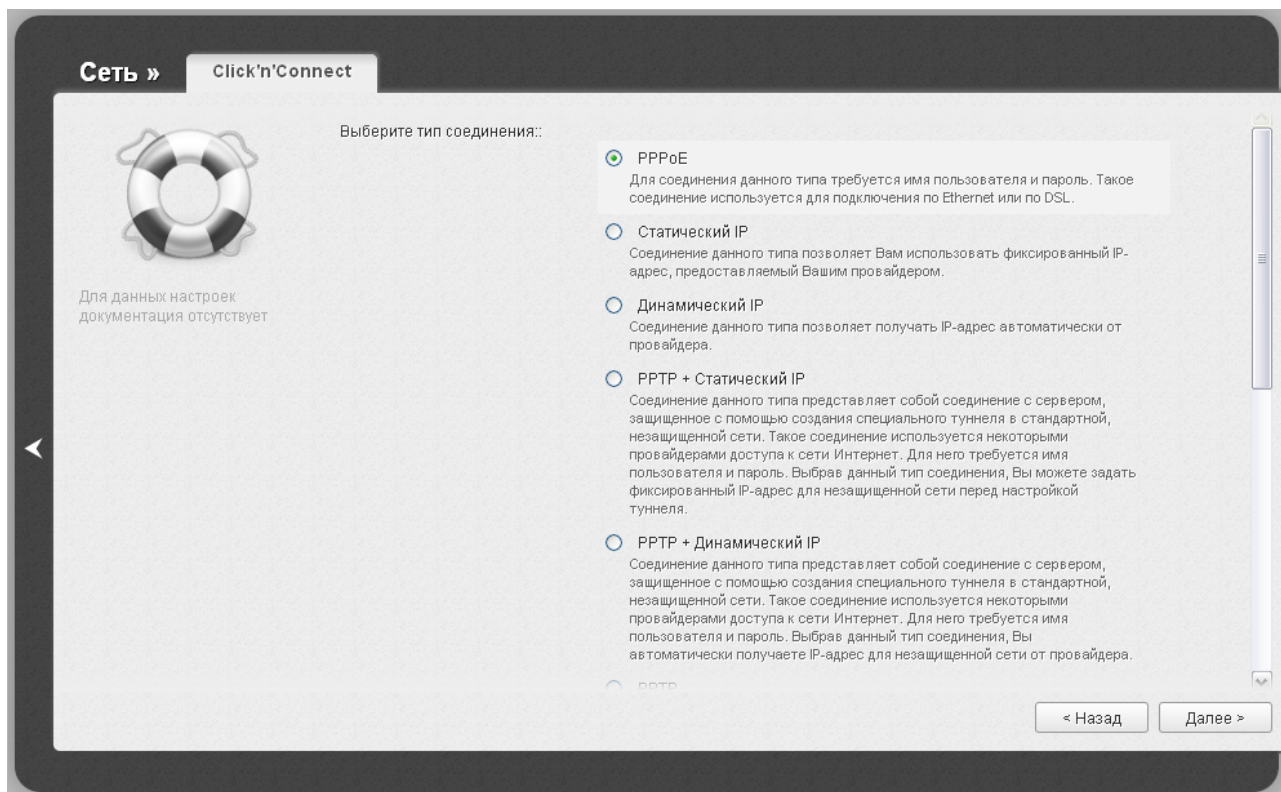 Сеть »
Click'n'Connect
Для данных настроек
документация отсутствует
Выберите тип соединения::
PPPoE
Для соединения данного типа требуется имя пользователя и пароль. Такое
соединение используется для подключения по Ethernet или по DSL.
Статический IP
Соединение данного типа позволяет Вам использовать фиксированный IP-
адрес, предоставляемый Вашим провайдером.
Динамический IP
Соединение данного типа позволяет получать IP-адрес автоматически от
провайдера.
PPTP + Статический IP
Соединение данного типа представляет собой соединение с сервером,
защищенное с помощью создания специального туннеля в стандартной,
незащищенной сети. Такое соединение используется некоторыми
провайдерами доступа к сети Интернет. Для него требуется имя
пользователя и пароль. Выбрав данный тип соединения, Вы можете задать
фиксированный IP-адрес для незащищенной сети перед настройкой
туннеля.
PPTP + Динамический IP
Соединение данного типа представляет собой соединение с сервером,
защищенное с помощью создания специального туннеля в стандартной,
незащищенной сети. Такое соединение используется некоторыми
провайдерами доступа к сети Интернет. Для него требуется имя
пользователя и пароль. Выбрав данный тип соединения, Вы
автоматически получаете IP-адрес для незащищенной сети от провайдера.
PPTP
< Назад
Далее >